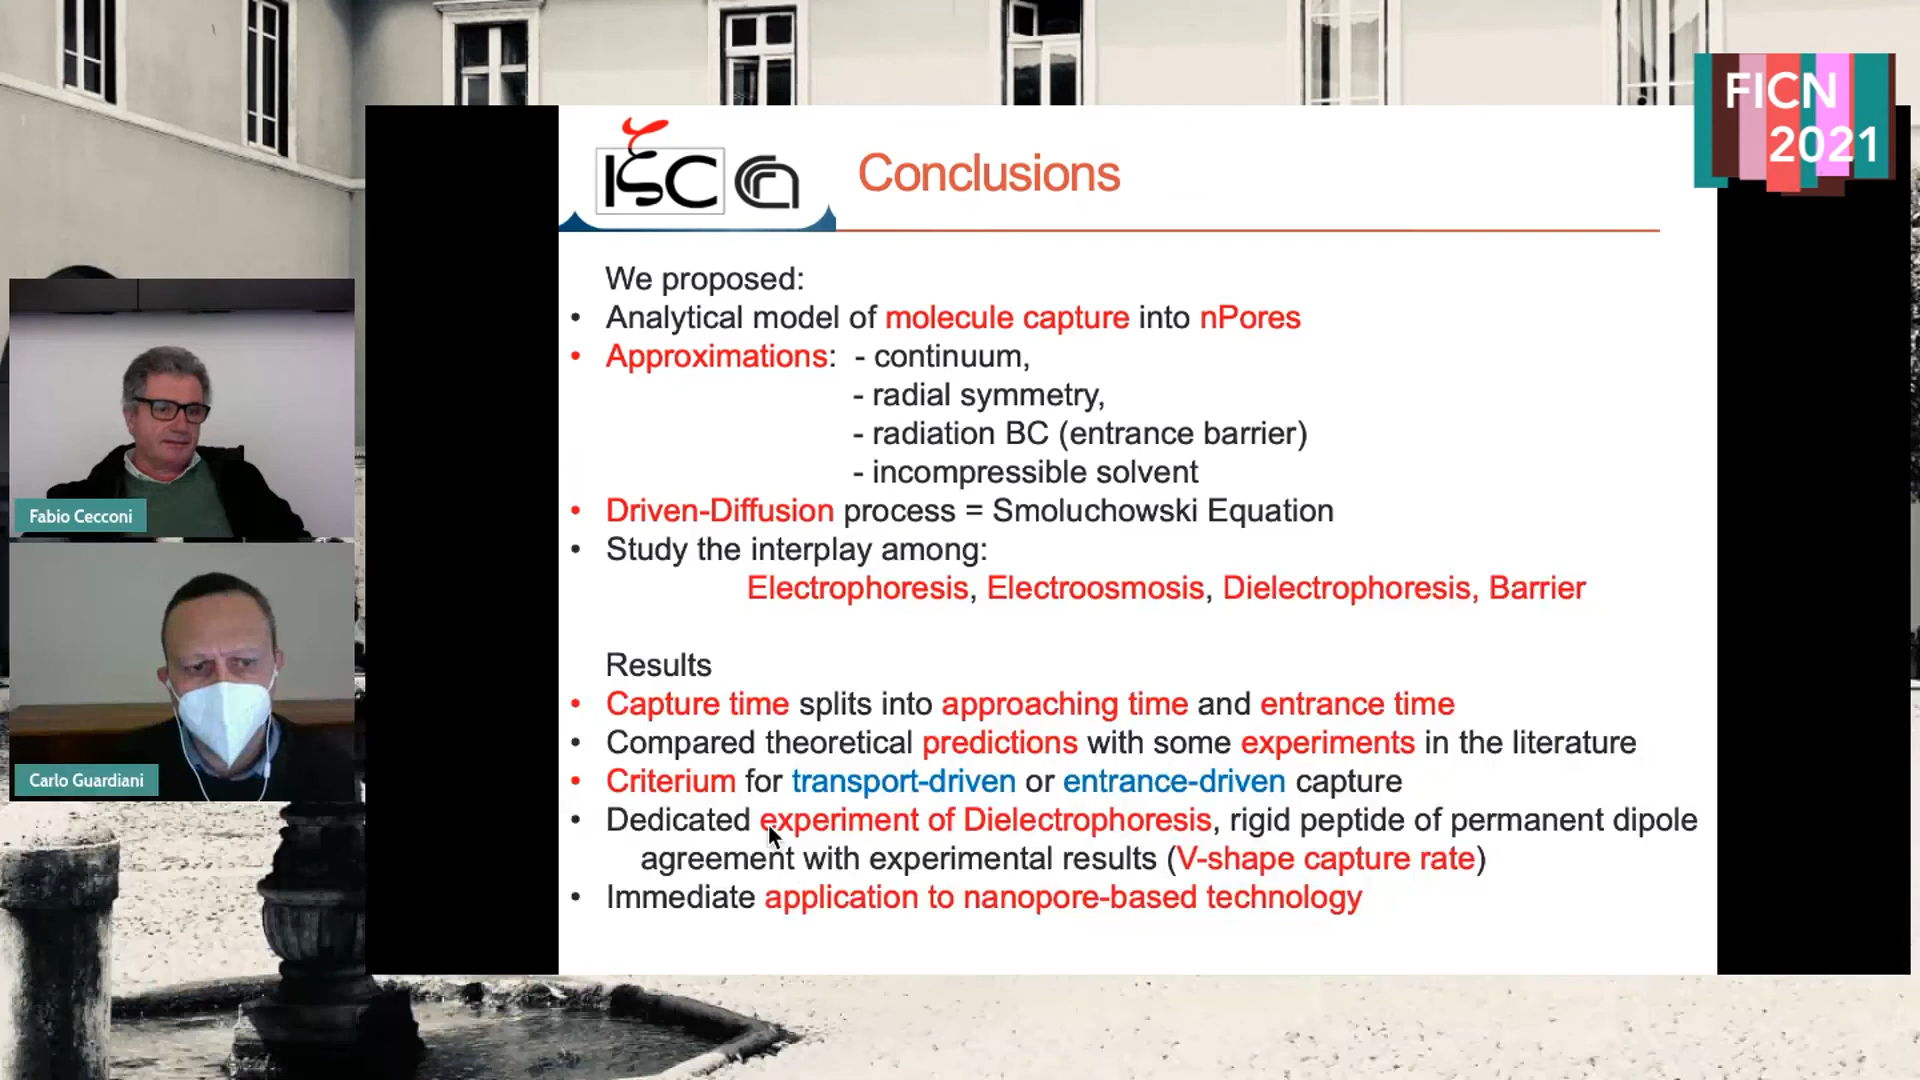 FICN
2021
ISC
Conclusions
We proposed:
• Analytical model of molecule capture into nPores
• Approximations: - continuum,
- radial symmetry,
- radiation BC (entrance barrier)
- incompressible solvent
• Driven-Diffusion process = Smoluchowski Equation
• Study the interplay among:
Electrophoresis, Electroosmosis, Dielectrophoresis, Barrier
Results
• Capture time splits into approaching time and entrance time
• Compared theoretical predictions with some experiments in the literature
• Criterium for transport-driven or entrance-driven capture
• Dedicated experiment of Dielectrophoresis, rigid peptide of permanent dipole
agreement with experimental results (V-shape capture rate)
• Immediate application to nanopore-based technology
Fabio Cecconi
Carlo Guardiani